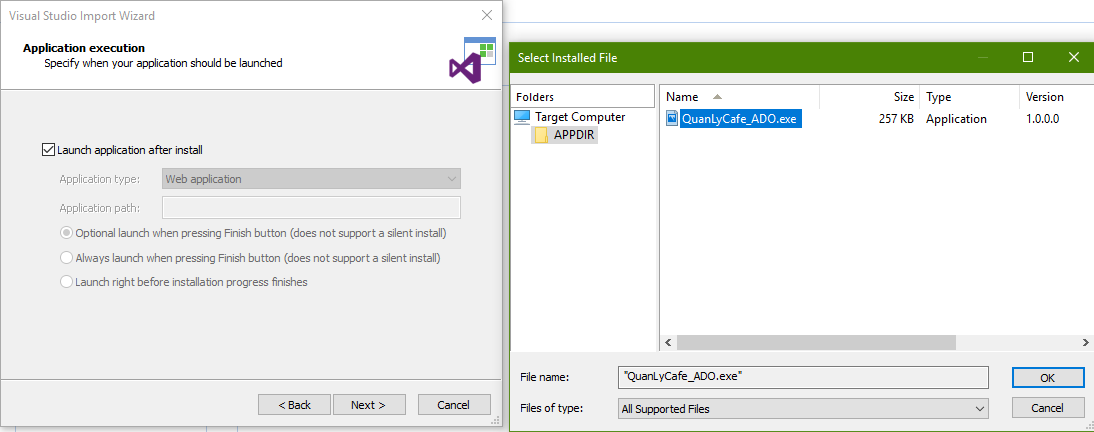 Visual Studio Import Wizard
Application execution
Specify when your application should be launched
Launch application after install
Application type:
Web application
Application path:
Optional launch when pressing Finish button (does not support a silent install)
Always launch when pressing Finish button (does not support a silent install)
Launch right before installation progress finishes
< Back
Next >
Cancel
Select Installed File
Folders
Target Computer
APPDIR
Name Size Type Version
QuanLyCafe_ADO.exe 257 KB Application 1.0.0.0
File name:
"QuanLyCafe_ADO.exe"
OK
Files of type:
All Supported Files
Cancel